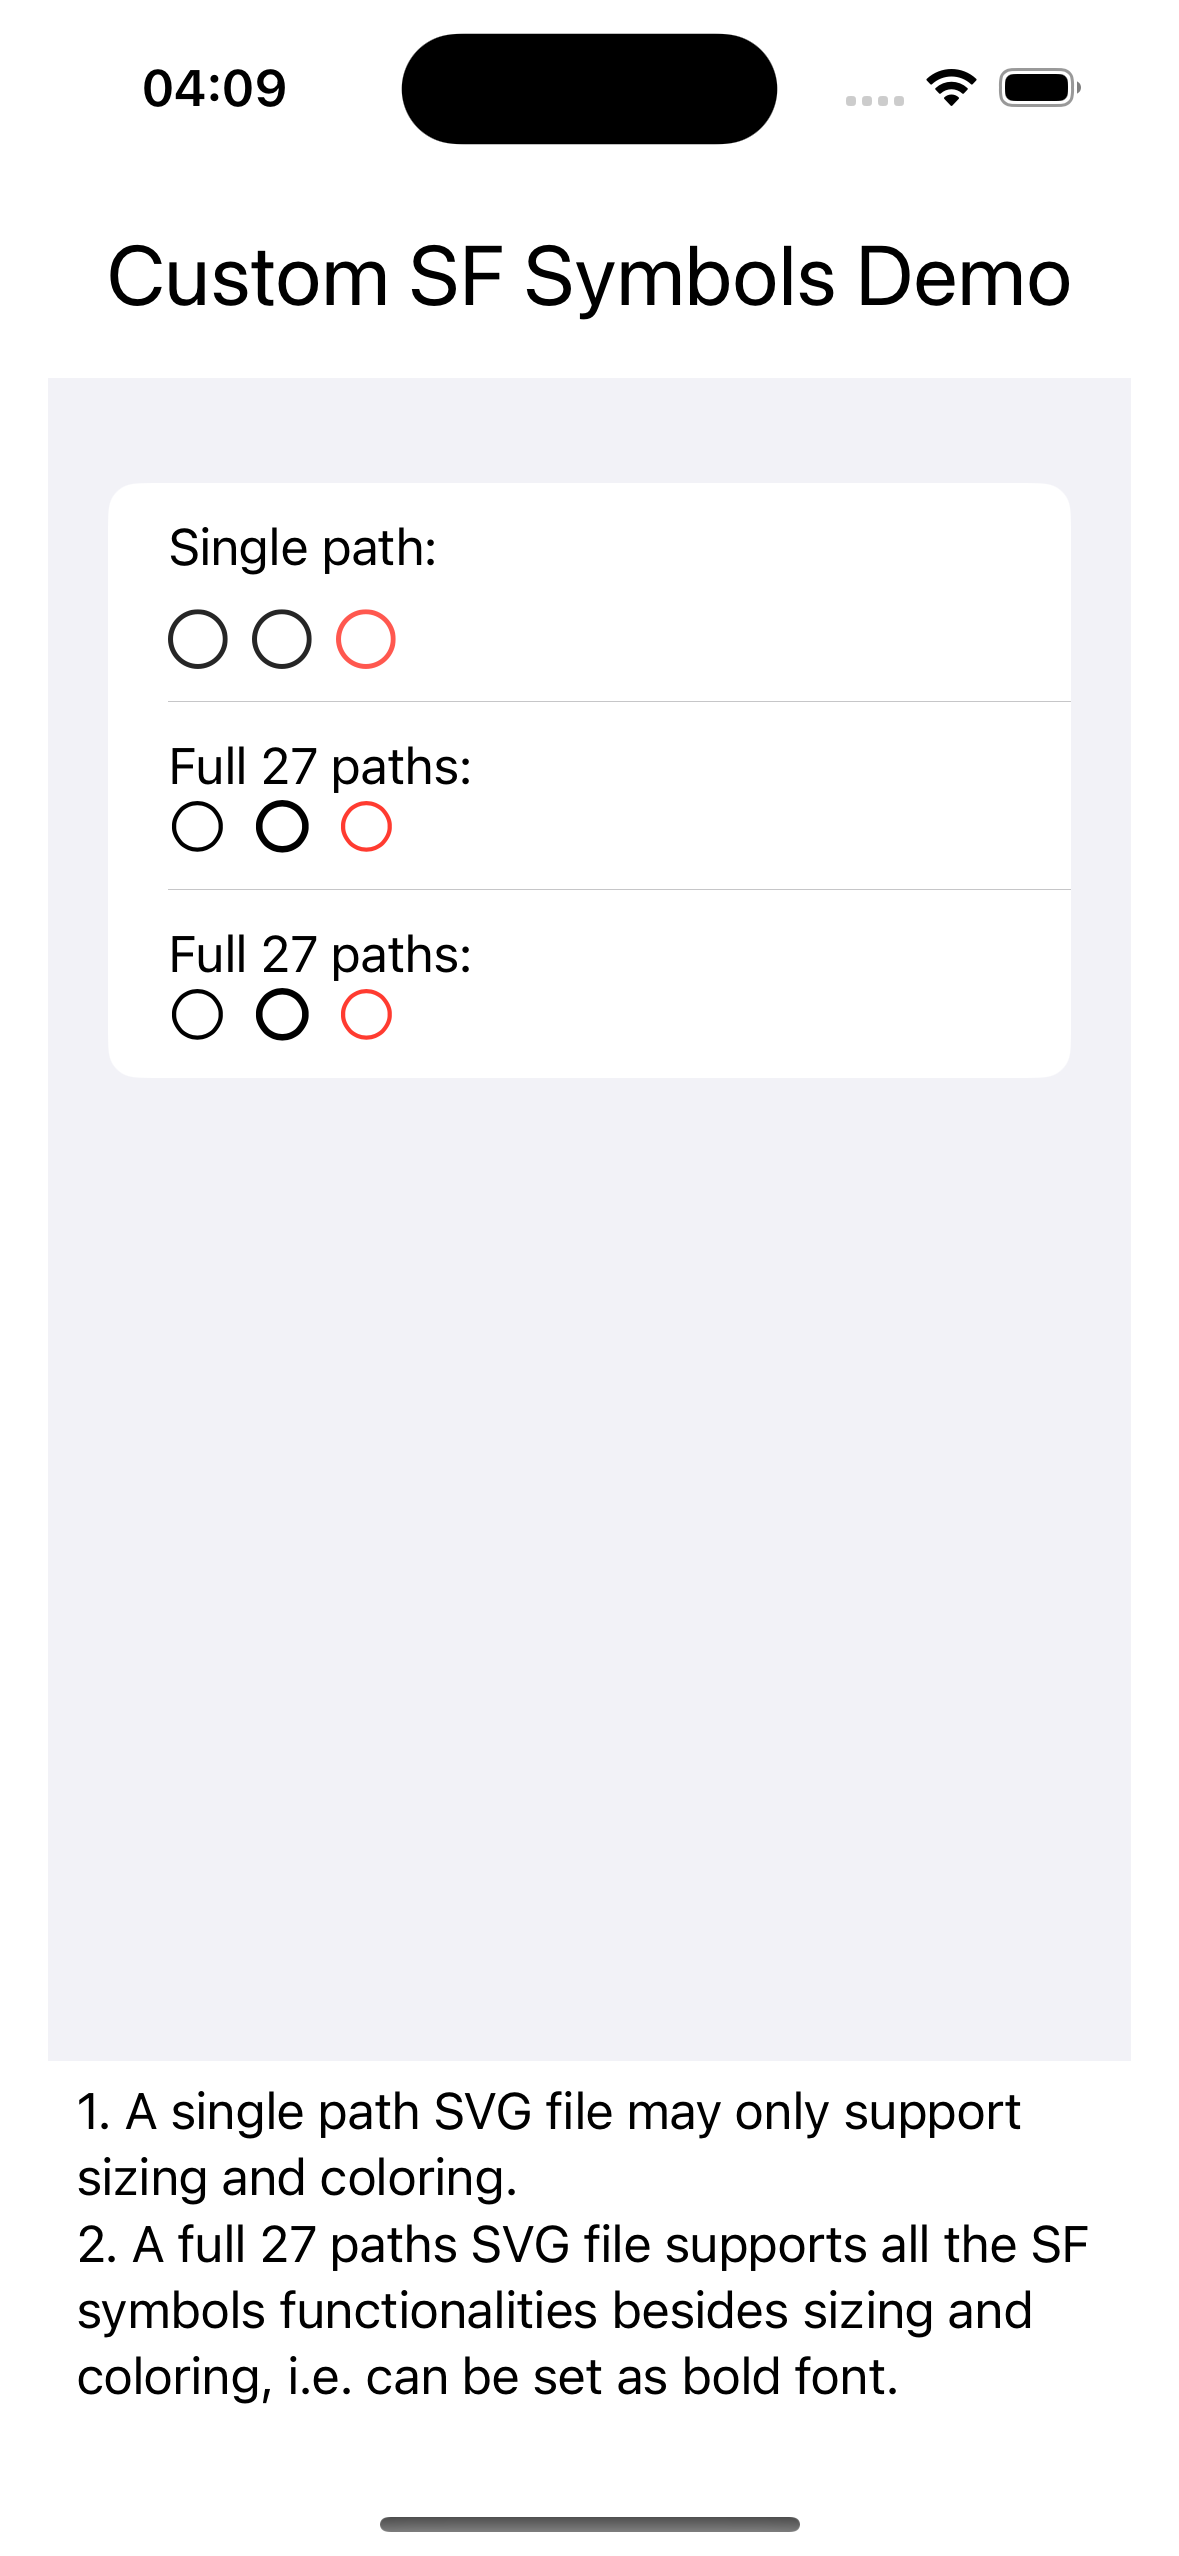 04:09
Custom SF Symbols Demo
Single path:
Full 27 paths:
Full 27 paths:
1. A single path SVG file may only support
sizing and coloring.
2. A full 27 paths SVG file supports all the SF
symbols functionalities besides sizing and
coloring, i.e. can be set as bold font.